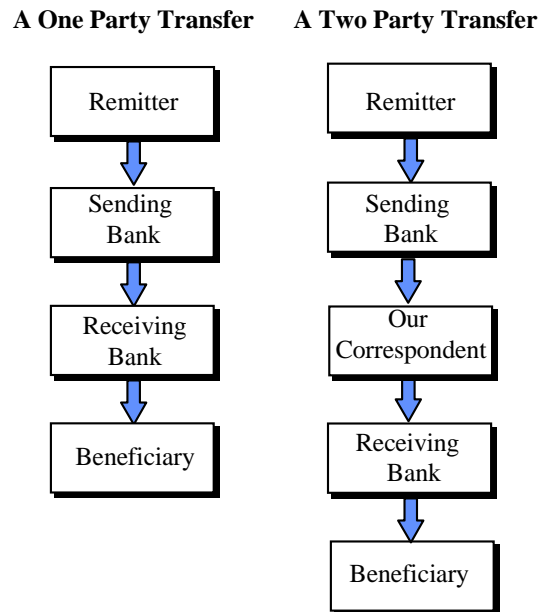 A One Party Transfer
Remitter
Sending
Bank
Receiving
Bank
Beneficiary
A Two Party Transfer
Remitter
Sending
Bank
Our
Correspondent
Receiving
Bank
Beneficiary